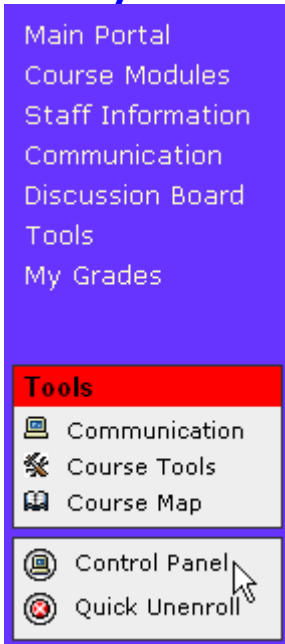 Main Portal
Course Modules
Staff Information
Communication
Discussion Board
Tools
My Grades
Tools
Communication
Course Tools
Course Map
Control Panel
Quick Unenroll